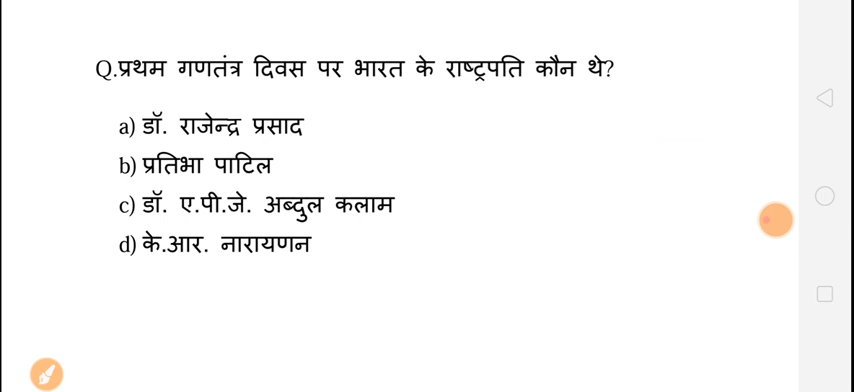 Q.प्रथम गणतंत्र दिवस पर भारत के राष्ट्रपति कौन थे?
a) डॉ. राजेन्द्र प्रसाद
b) प्रतिभा पाटिल
c) डॉ. ए.पी.जे. अब्दुल कलाम
d) के.आर. नारायणन